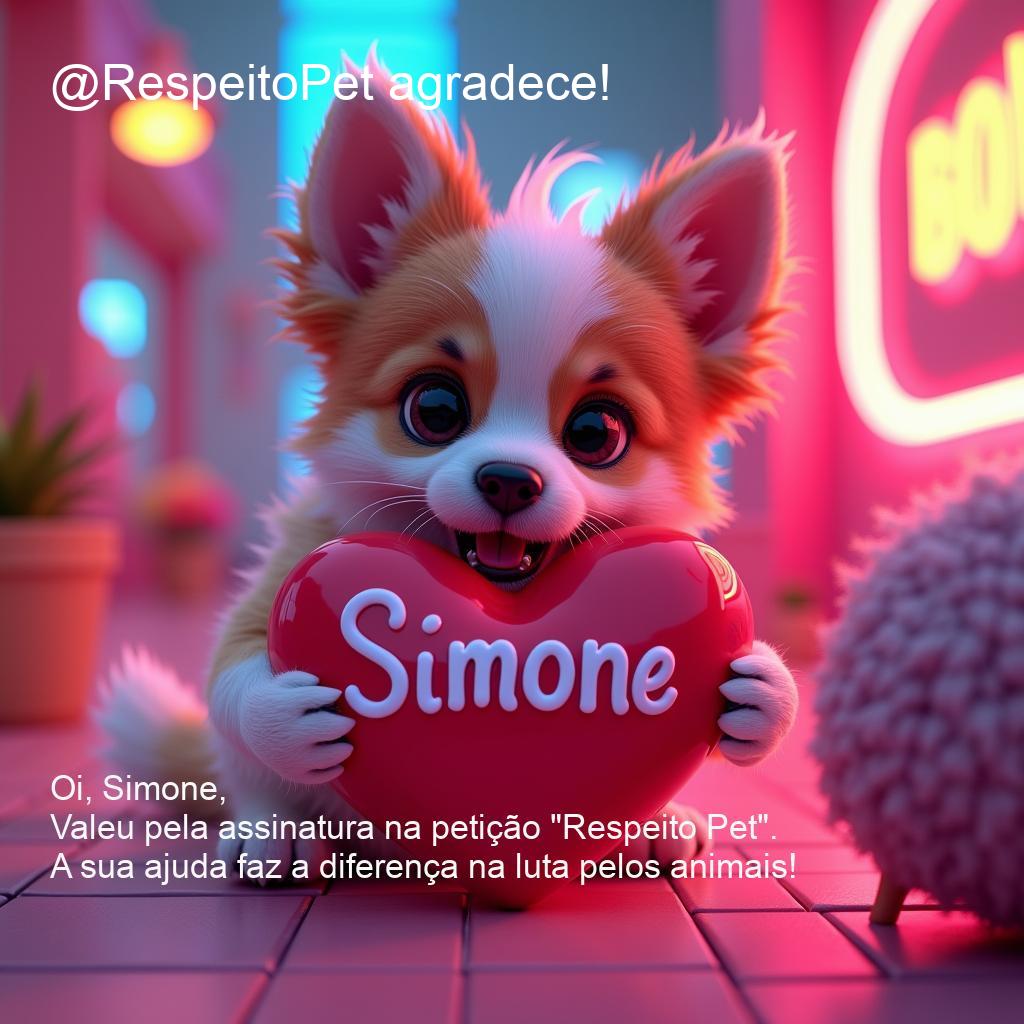 @RespeitoPet agradece!
Simone
Oi, Simone,
Valeu pela assinatura na petição "Respeito Pet".
A sua ajuda faz a diferença na luta pelos animais!